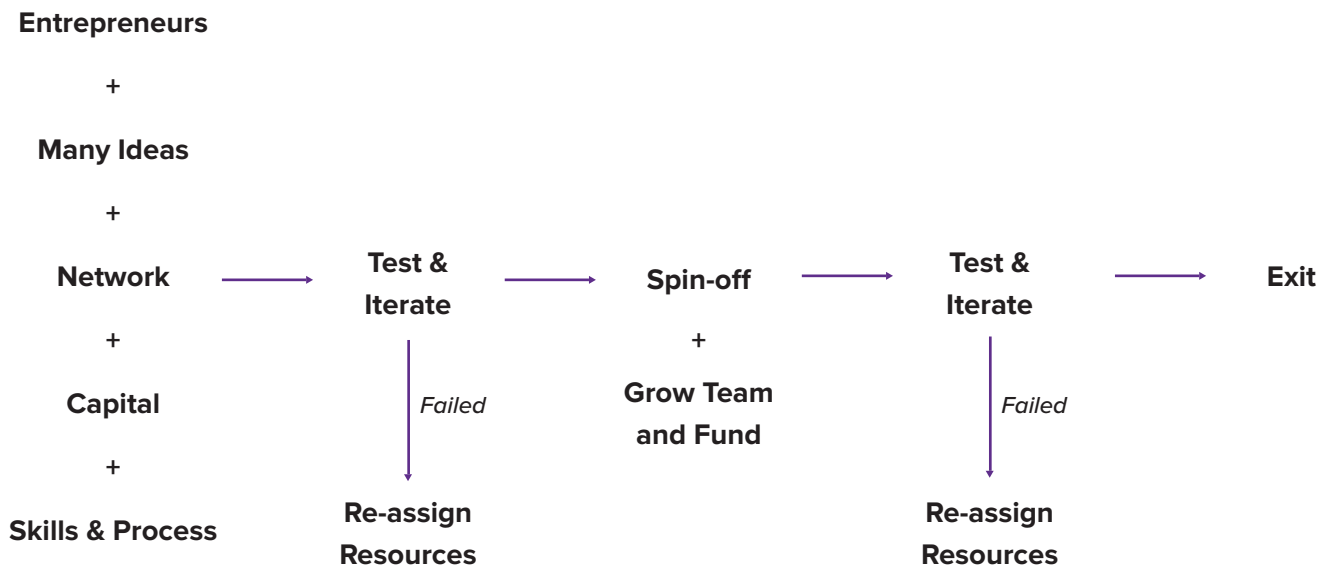 Entrepreneurs
+
Many Ideas
+
Network
+
Capital
+
Skills & Process
Test &
Iterate
Failed
Re-assign
Resources
Spin-off
+
Grow Team
and Fund
Test &
Iterate
Failed
Re-assign
Resources
Exit